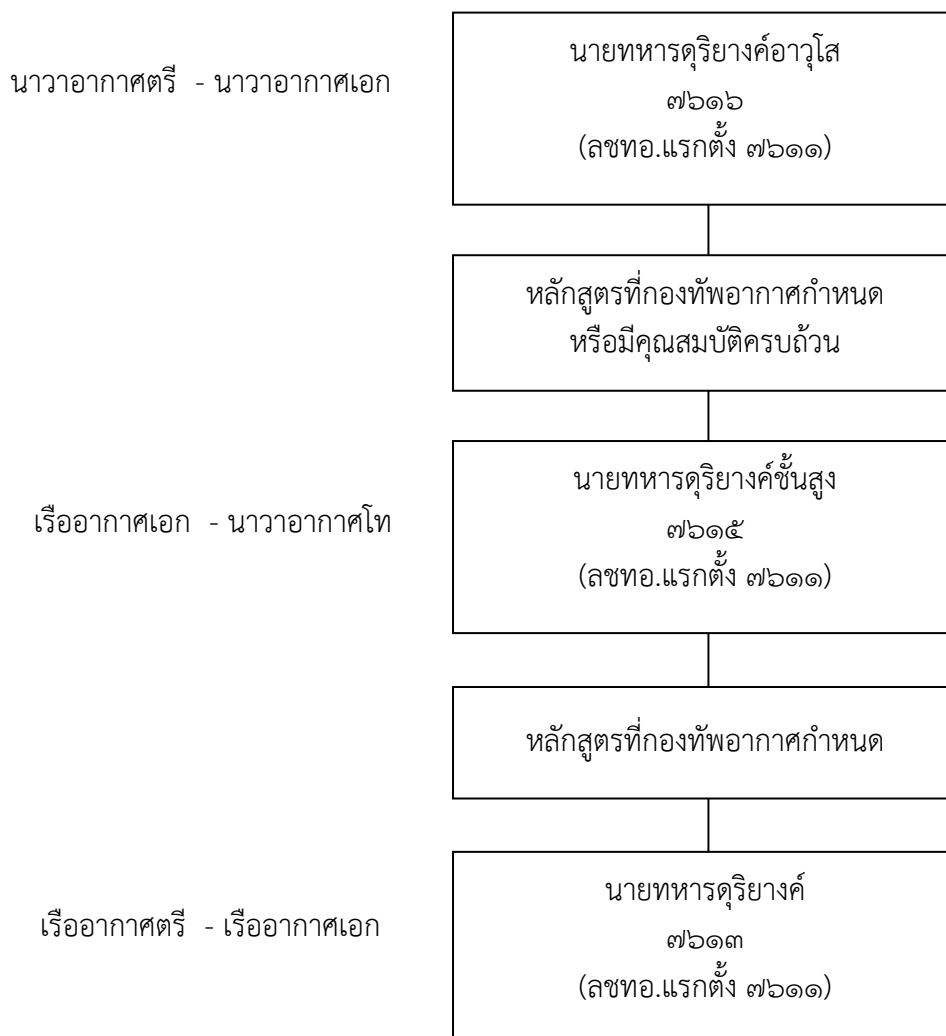 นายทหารดุริยางค์อาวุโส
นาวาอากาศตรี - นาวาอากาศเอก
๗๖๑๖
(ลชทอ.แรกตั้ง ๗๖๑๑)
หลักสูตรที่กองทัพอากาศกำหนด
หรือมีคุณสมบัติครบถ้วน
นายทหารดุริยางค์ชั้นสูง
เรืออากาศเอก - นาวาอากาศโท
๗๖๑๕
(ลชทอ.แรกตั้ง ๗๖๑๑)
หลักสูตรที่กองทัพอากาศกำหนด
นายทหารดุริยางค์
เรืออากาศตรี - เรืออากาศเอก
๗๖๑๓
(ลชทอ.แรกตั้ง ๗๖๑๑)